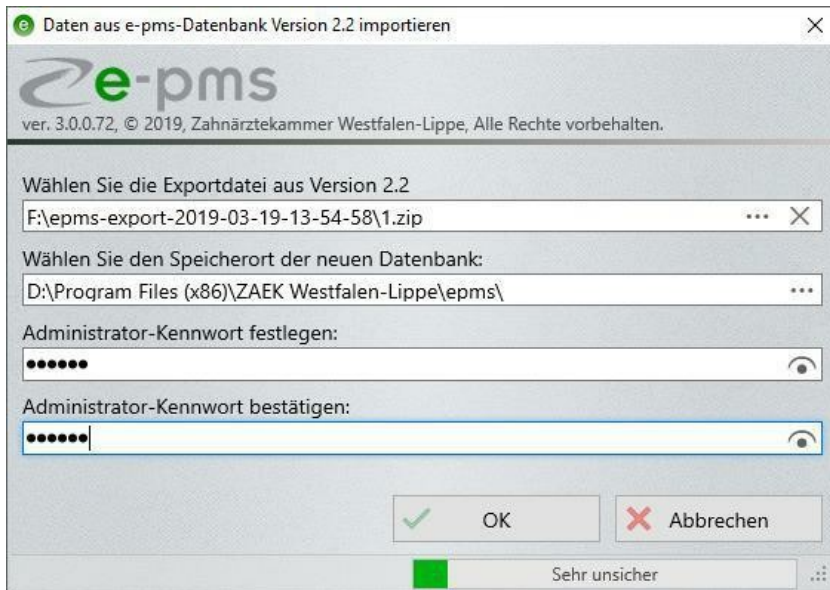 e Daten aus e-pms-Datenbank Version 2.2 importieren
e-pms
ver. 3.0.0.72, © 2019, Zahnärztekammer Westfalen-Lippe, Alle Rechte vorbehalten.
Wählen Sie die Exportdatei aus Version 2.2
F:\epms-export-2019-03-19-13-54-58\1.zip ...
Wählen Sie den Speicherort der neuen Datenbank:
D:\Program Files (x86)\ZAEK Westfalen-Lippe\epms\ ...
Administrator-Kennwort festlegen:
●●●●●●
Administrator-Kennwort bestätigen:
●●●●●●
OK Abbrechen
Sehr unsicher